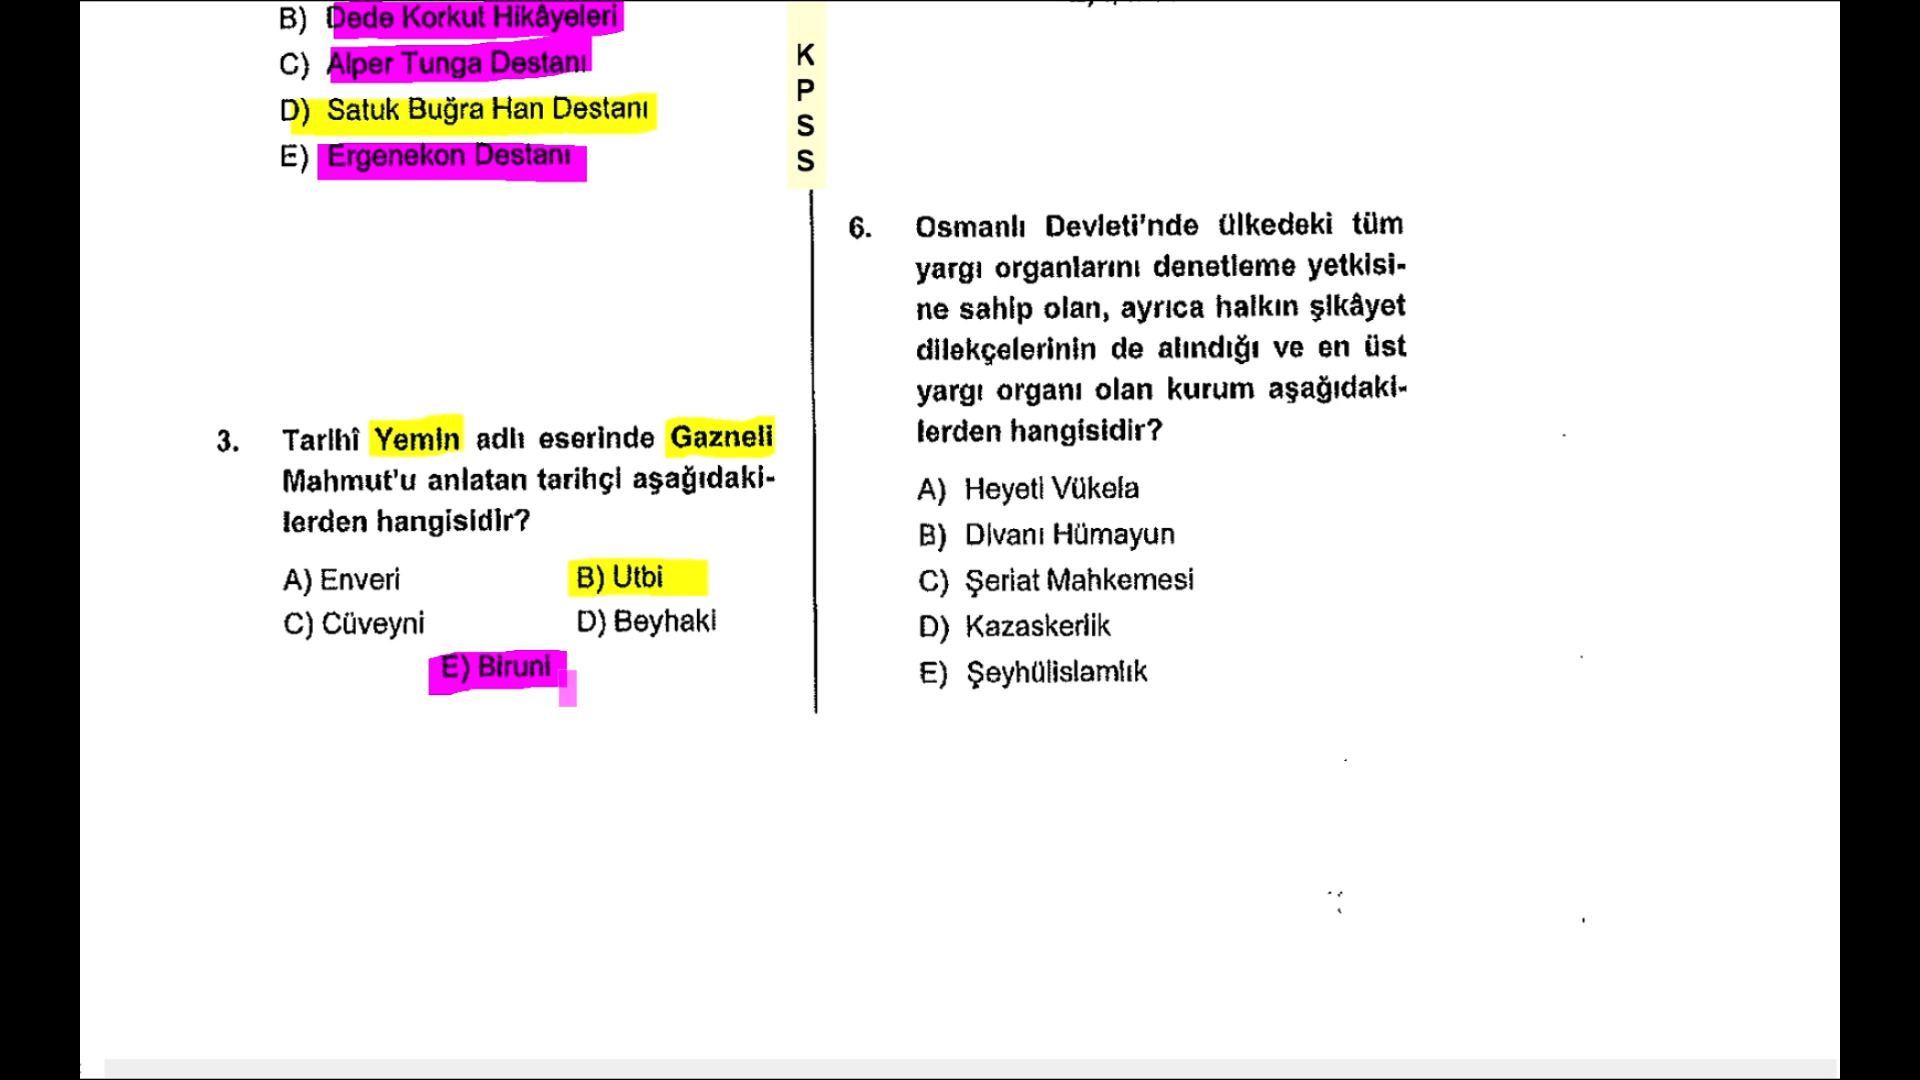 B) Dede Korkut Hikâyeleri
C) Alper Tunga Destanı
D) Satuk Buğra Han Destanı
E) Ergenekon Destanı
3. Tarihî Yemin adlı eserinde Gazneli
Mahmut'u anlatan tarihçi aşağıdaki-
lerden hangisidir?
A) Enveri
B) Utbi
C) Cüveyni
D) Beyhaki
E) Biruni
K
P
S
S
6. Osmanlı Devleti'nde ülkedeki tüm
yargı organlarını denetleme yetkisi-
ne sahip olan, ayrıca halkın şikâyet
dilekçelerinin de alındığı ve en üst
yargı organı olan kurum aşağıdaki-
lerden hangisidir?
A) Heyeti Vükela
B) Divanı Hümayun
C) Şeriat Mahkemesi
D) Kazaskerlik
E) Şeyhülislamlık